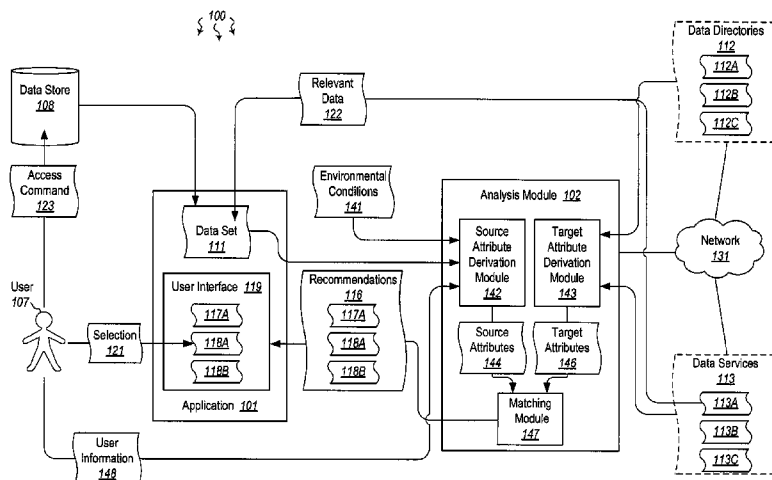 100
Data Store
108
Access
Command
123
User
107
Selection
121
User
Information
148
Relevant
Data
122
Data Set
111
User Interface 119
117A
118A
118B
Application 101
Environmental
Conditions
141
Recommendations
116
117A
118A
118B
Analysis Module 102
Source
Attribute
Derivation
Module
142
Target
Attribute
Derivation
Module
143
Source
Attributes
144
Target
Attributes
146
Matching
Module
147
Data Directories
112
112A
112B
112C
Network
131
Data Services
113
113A
113B
113C